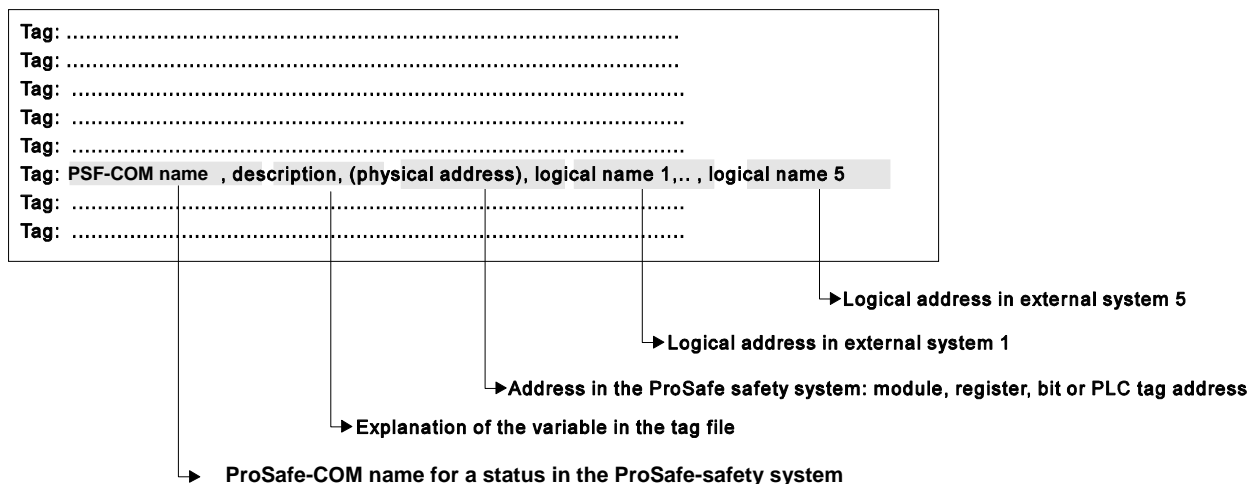 Tag: ...............................................................................................
Tag: ...............................................................................................
Tag: ...............................................................................................
Tag: ...............................................................................................
Tag: ...............................................................................................
Tag: PSF-COM name , description, (physical address), logical name 1,.. , logical name 5
Tag: ...............................................................................................
Tag: ...............................................................................................
Logical address in external system 5
Logical address in external system 1
Address in the ProSafe safety system: module, register, bit or PLC tag address
Explanation of the variable in the tag file
ProSafe-COM name for a status in the ProSafe-safety system